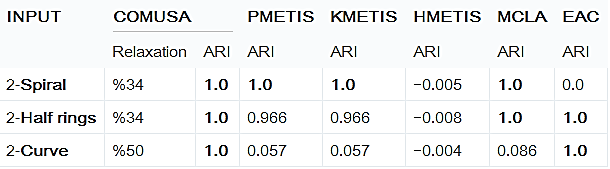 INPUT COMUSA PMETIS KMETIS HMETIS MCLA EAC
Relaxation ARI ARI ARI ARI ARI ARI
2-Spiral %34 1.0 1.0 1.0 −0.005 1.0 0.0
2-Half rings %34 1.0 0.966 0.966 −0.008 1.0 1.0
2-Curve %50 1.0 0.057 0.057 −0.004 0.086 1.0